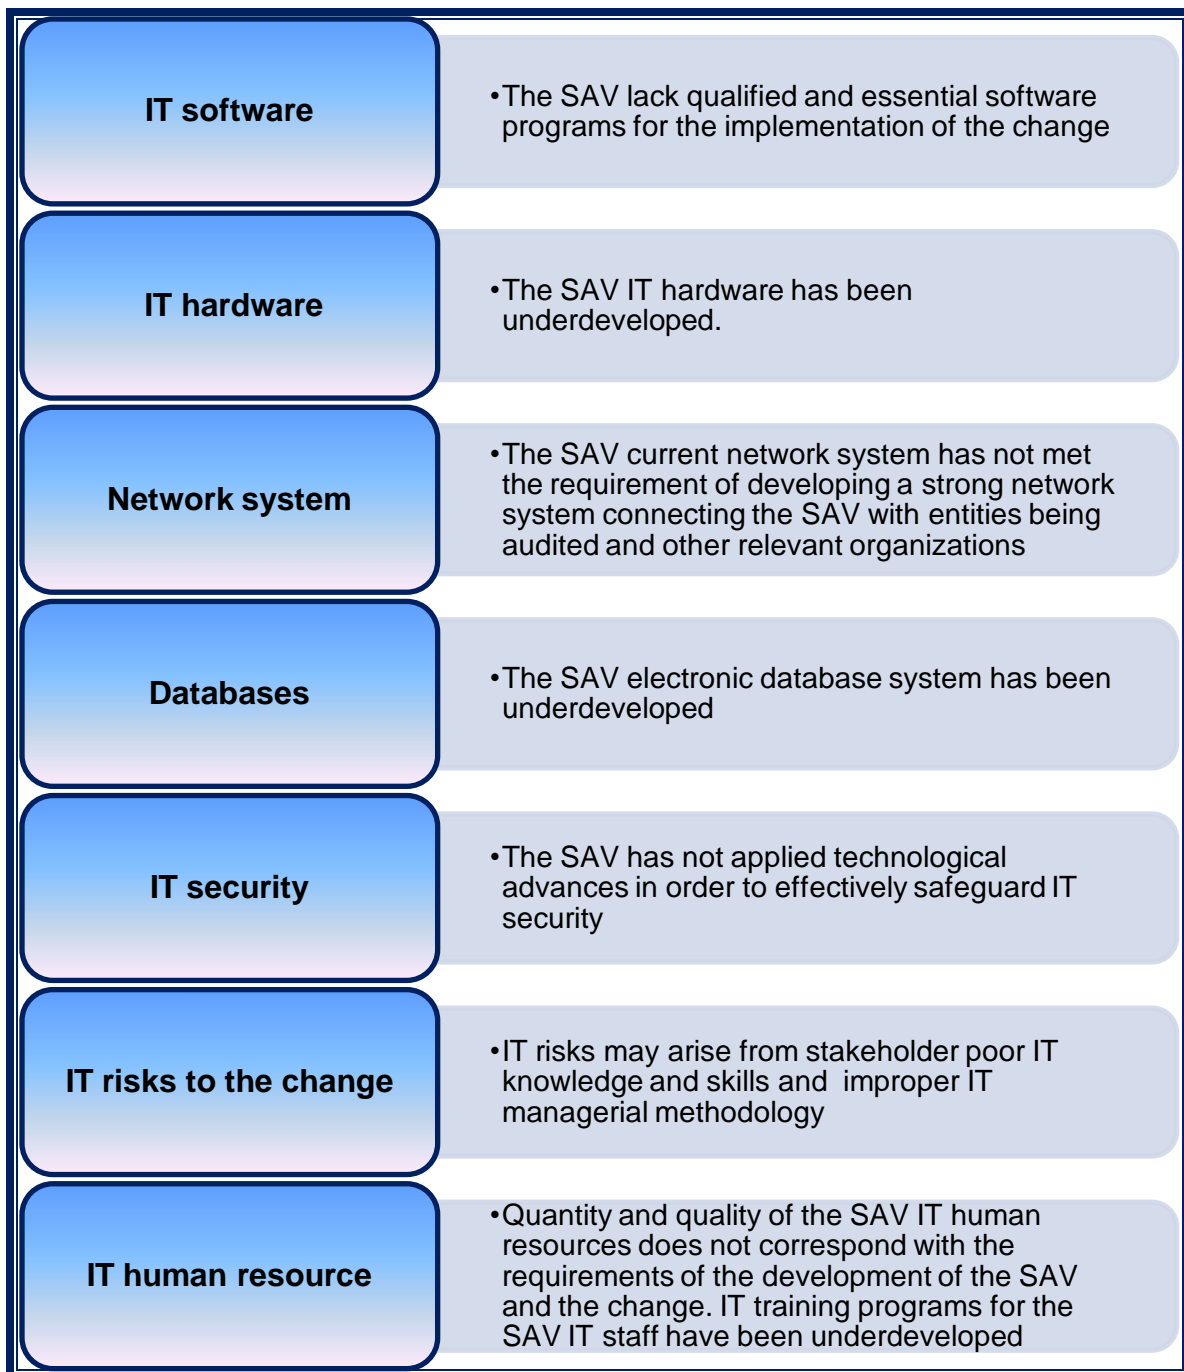 IT software
•The SAV lack qualified and essential software
programs for the implementation of the change
IT hardware
•The SAV IT hardware has been
underdeveloped.
Network system
•The SAV current network system has not met
the requirement of developing a strong network
system connecting the SAV with entities being
audited and other relevant organizations
Databases
•The SAV electronic database system has been
underdeveloped
IT security
•The SAV has not applied technological
advances in order to effectively safeguard IT
security
IT risks to the change
•IT risks may arise from stakeholder poor IT
knowledge and skills and  improper IT
managerial methodology
IT human resource
•Quantity and quality of the SAV IT human
resources does not correspond with the
requirements of the development of the SAV
and the change. IT training programs for the
SAV IT staff have been underdeveloped